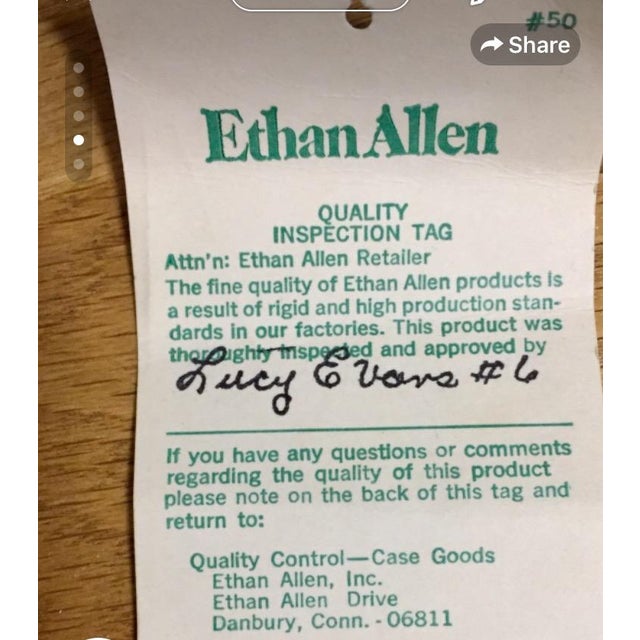 #50
Share
Ethan Allen
QUALITY
INSPECTION TAG
Attn'n: Ethan Allen Retailer
The fine quality of Ethan Allen products is
a result of rigid and high production stan-
dards in our factories. This product was
thoroughly inspected and approved by
Lucy Evans #6
If you have any questions or comments
regarding the quality of this product
please note on the back of this tag and
return to:
Quality Control—Case Goods
Ethan Allen, Inc.
Ethan Allen Drive
Danbury, Conn. - 06811